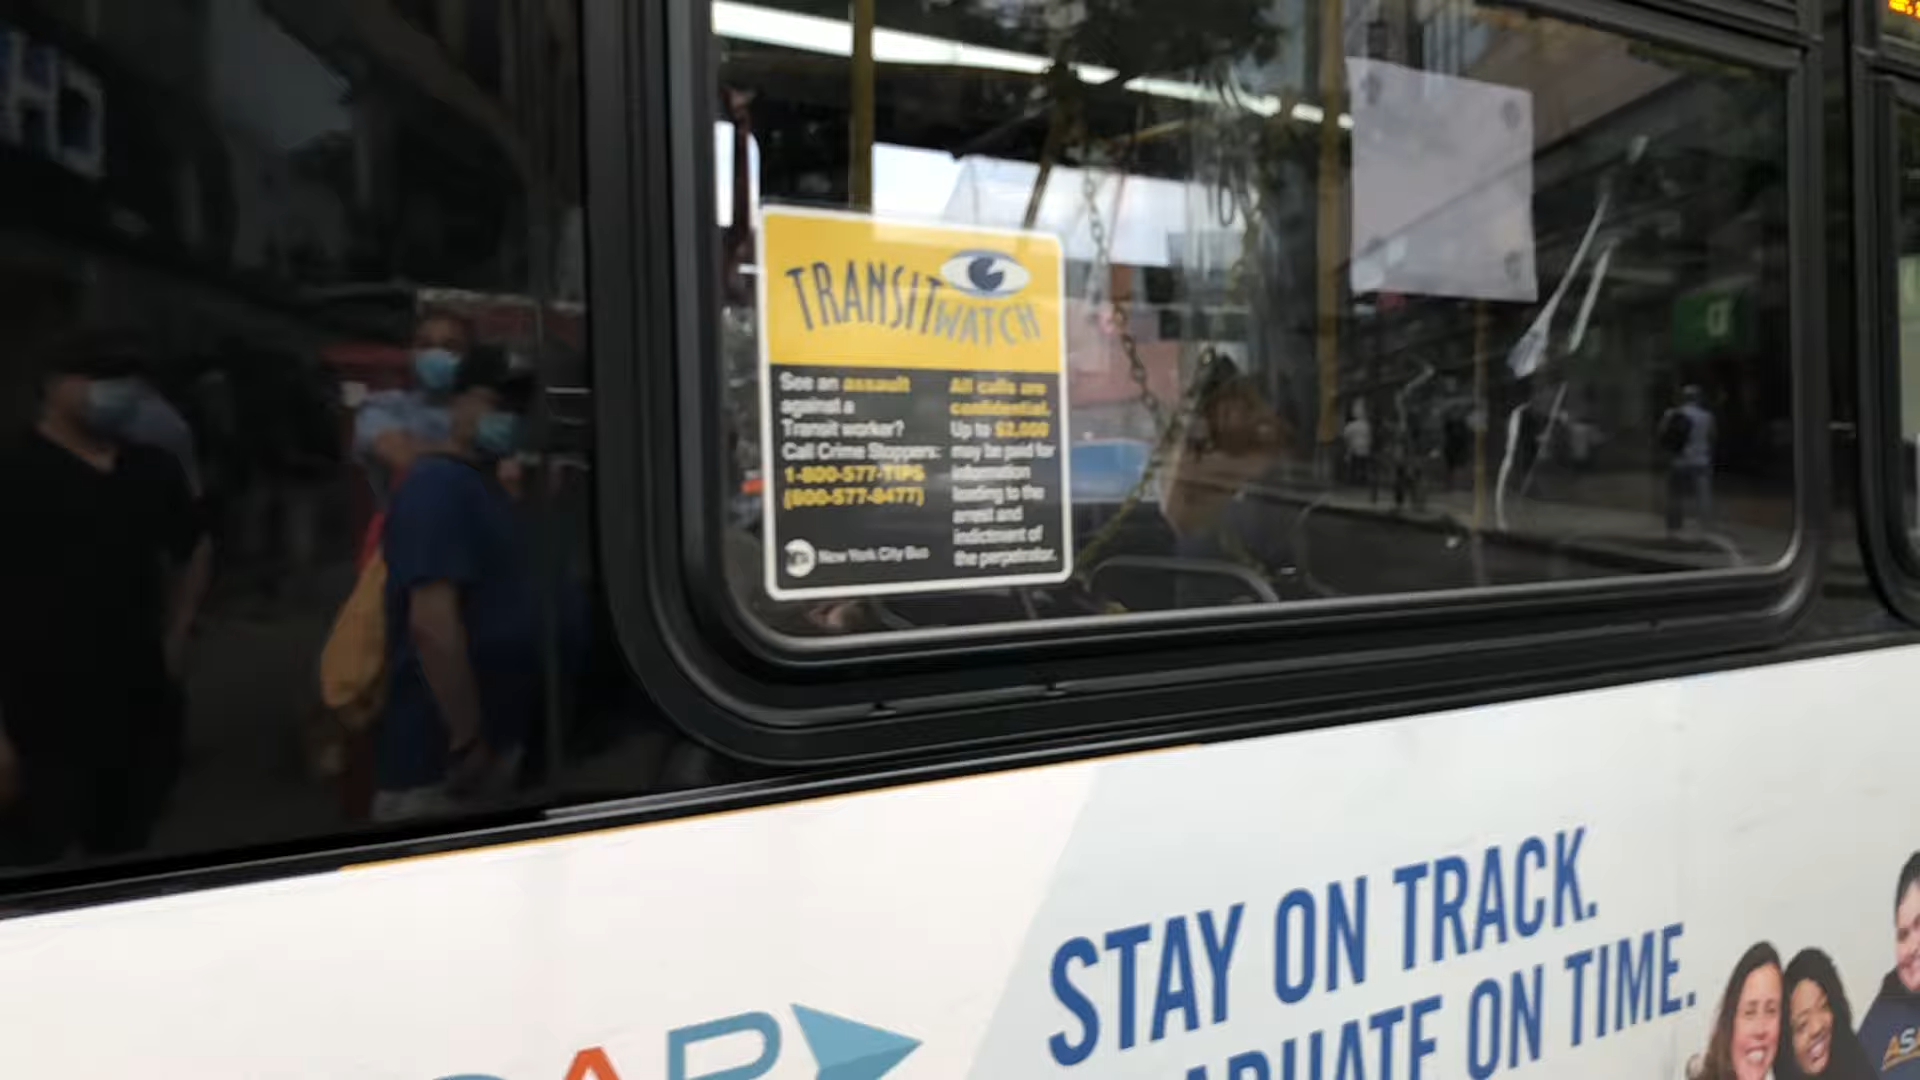 TRANSITWATCH
See an assault
against a
Transit worker?
Call Crime Stoppers:
1-800-577-TIPS
(800-577-8477)
New York City Bus
All calls are
confidential.
Up to $2,000
may be paid for
information
leading to the
arrest and
indictment of
the perpetrator.
STAY ON TRACK.
ON TIME.